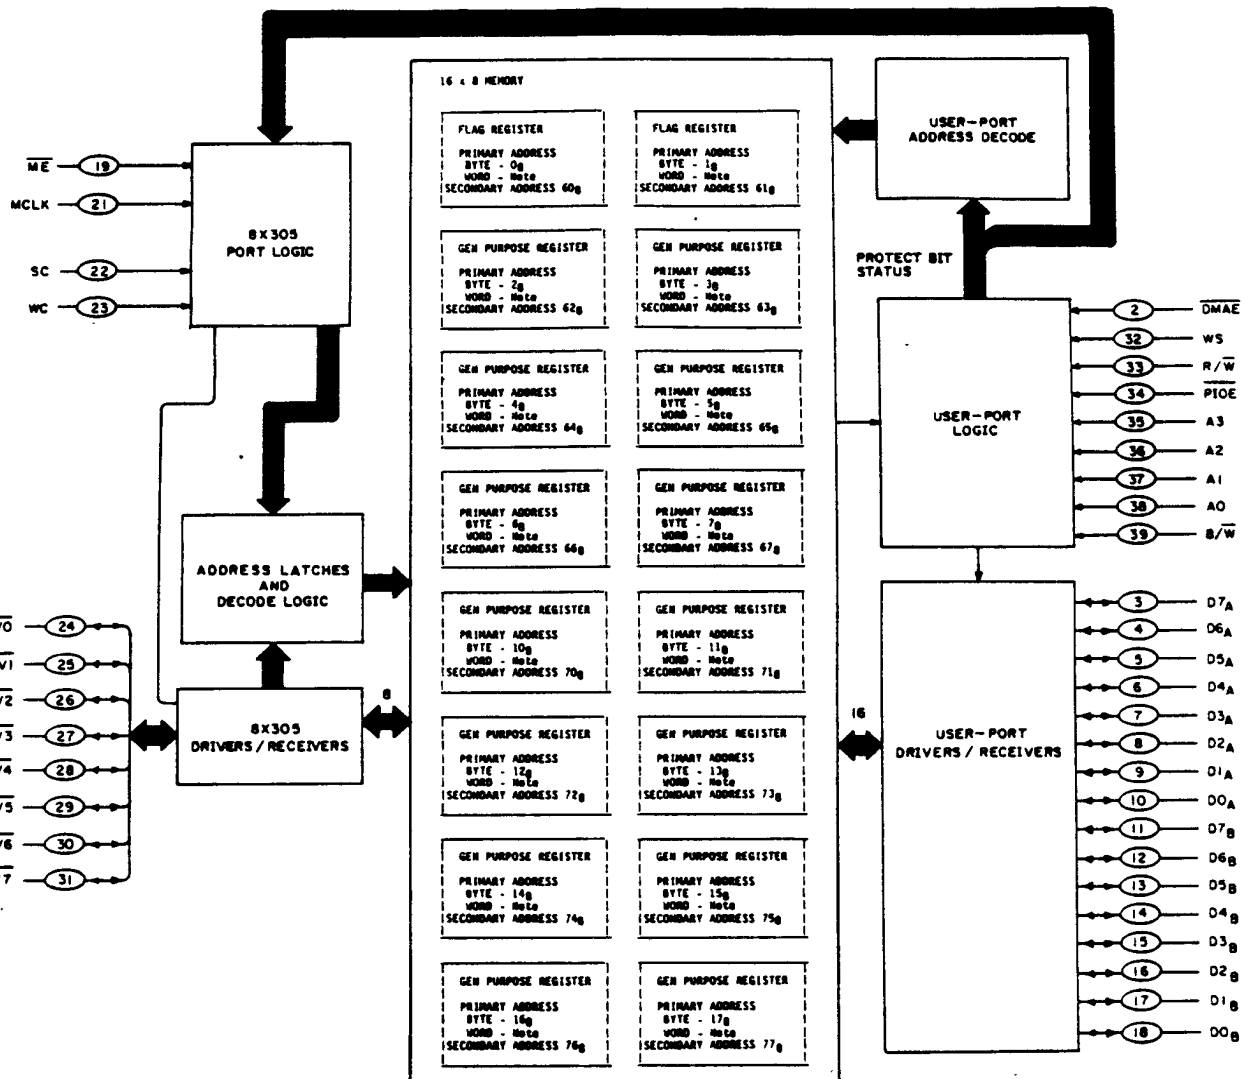 16 x 8 MEMORY
FLAG REGISTER
PRIMARY ADDRESS
BYTE - 0₈
WORD - Note
SECONDARY ADDRESS 60₈
FLAG REGISTER
PRIMARY ADDRESS
BYTE - 1₈
WORD - Note
SECONDARY ADDRESS 61₈
GEN PURPOSE REGISTER
PRIMARY ADDRESS
BYTE - 2₈
WORD - Note
SECONDARY ADDRESS 62₈
GEN PURPOSE REGISTER
PRIMARY ADDRESS
BYTE - 3₈
WORD - Note
SECONDARY ADDRESS 63₈
GEN PURPOSE REGISTER
PRIMARY ADDRESS
BYTE - 4₈
WORD - Note
SECONDARY ADDRESS 64₈
GEN PURPOSE REGISTER
PRIMARY ADDRESS
BYTE - 5₈
WORD - Note
SECONDARY ADDRESS 65₈
GEN PURPOSE REGISTER
PRIMARY ADDRESS
BYTE - 6₈
WORD - Note
SECONDARY ADDRESS 66₈
GEN PURPOSE REGISTER
PRIMARY ADDRESS
BYTE - 7₈
WORD - Note
SECONDARY ADDRESS 67₈
GEN PURPOSE REGISTER
PRIMARY ADDRESS
BYTE - 10₈
WORD - Note
SECONDARY ADDRESS 70₈
GEN PURPOSE REGISTER
PRIMARY ADDRESS
BYTE - 11₈
WORD - Note
SECONDARY ADDRESS 71₈
GEN PURPOSE REGISTER
PRIMARY ADDRESS
BYTE - 12₈
WORD - Note
SECONDARY ADDRESS 72₈
GEN PURPOSE REGISTER
PRIMARY ADDRESS
BYTE - 13₈
WORD - Note
SECONDARY ADDRESS 73₈
GEN PURPOSE REGISTER
PRIMARY ADDRESS
BYTE - 14₈
WORD - Note
SECONDARY ADDRESS 74₈
GEN PURPOSE REGISTER
PRIMARY ADDRESS
BYTE - 15₈
WORD - Note
SECONDARY ADDRESS 75₈
GEN PURPOSE REGISTER
PRIMARY ADDRESS
BYTE - 16₈
WORD - Note
SECONDARY ADDRESS 76₈
GEN PURPOSE REGISTER
PRIMARY ADDRESS
BYTE - 17₈
WORD - Note
SECONDARY ADDRESS 77₈
M̅E̅ 19
MCLK 21
SC 22
WC 23
8X305
PORT LOGIC
ADDRESS LATCHES
AND
DECODE LOGIC
8X305
DRIVERS/RECEIVERS
8
24
25
26
27
28
29
30
31
USER-PORT
ADDRESS DECODE
PROTECT BIT
STATUS
USER-PORT
LOGIC
2 D̅M̅A̅E̅
32 WS
33 R/W̅
34 P̅I̅O̅E̅
35 A3
36 A2
37 A1
38 A0
39 B/W̅
16
USER-PORT
DRIVERS/RECEIVERS
3 D7A
4 D6A
5 D5A
6 D4A
7 D3A
8 D2A
9 D1A
10 D0A
11 D7B
12 D6B
13 D5B
14 D4B
15 D3B
16 D2B
17 D1B
18 D0B